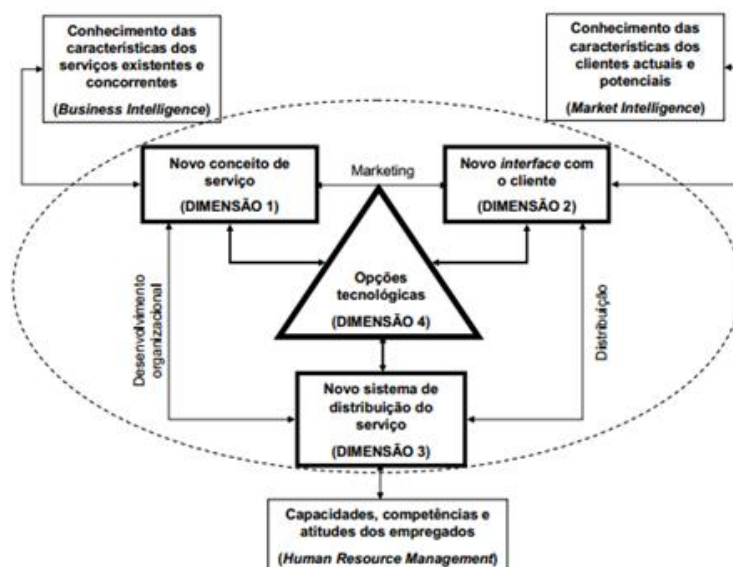 Conhecimento das
características dos
serviços existentes e
concorrentes
(Business Intelligence)
Conhecimento das
características dos
clientes actuais e
potenciais
(Market Intelligence)
Novo conceito de
serviço
(DIMENSÃO 1)
Marketing
Novo interface com
o cliente
(DIMENSÃO 2)
Opções
tecnológicas
(DIMENSÃO 4)
Desenvolvimento
organizacional
Distribuição
Novo sistema de
distribuição do
serviço
(DIMENSÃO 3)
Capacidades, competências e
atitudes dos empregados
(Human Resource Management)